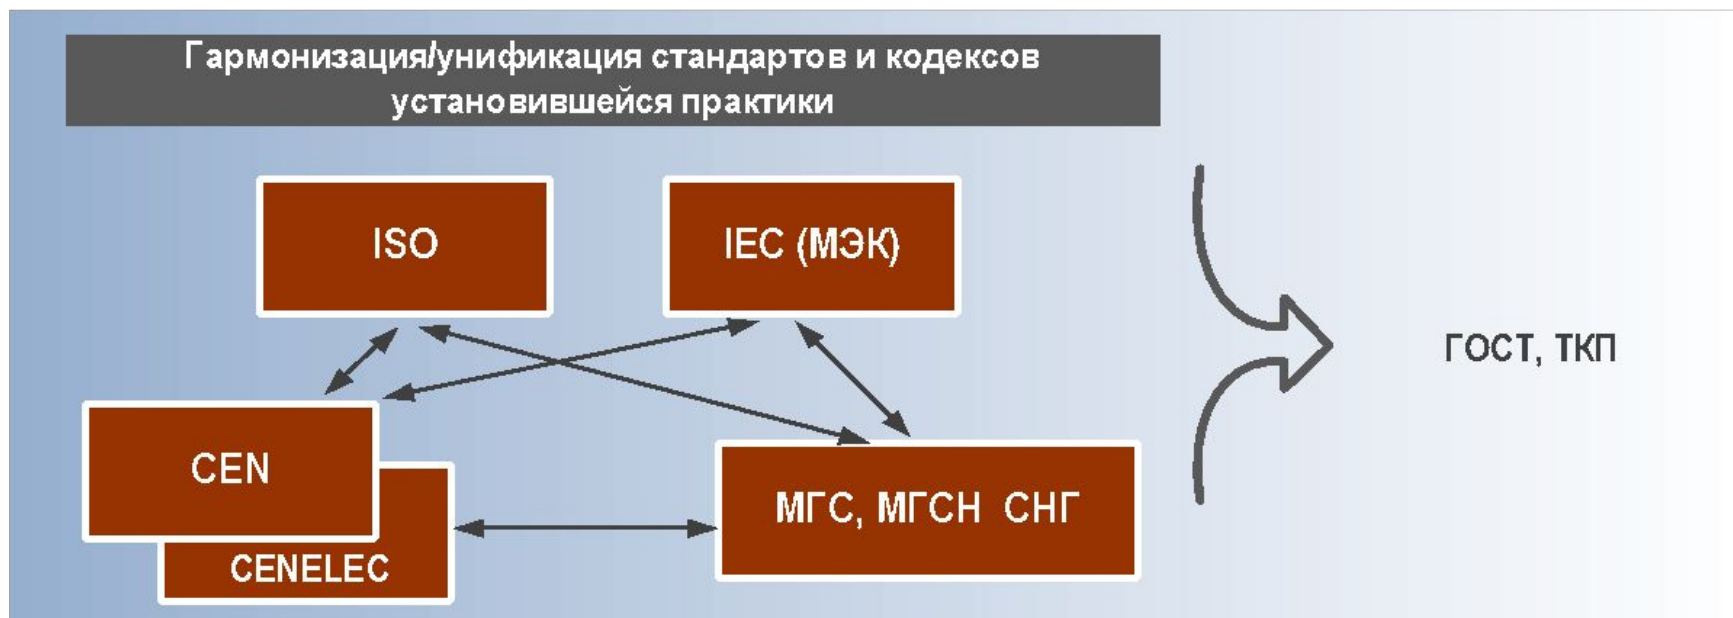 Гармонизация/унификация стандартов и кодексов
установившейся практики
ISO
IEC (МЭК)
CEN
CENELEC
МГС, МГСН СНГ
ГОСТ, ТКП